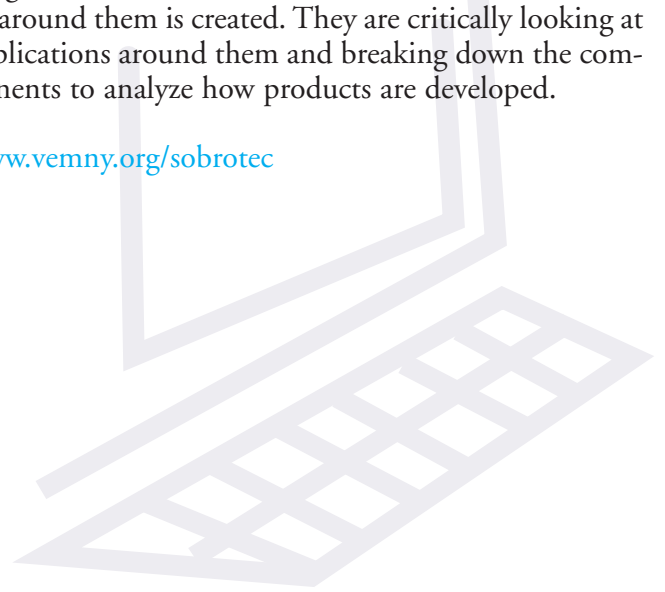 around them is created. They are critically looking at
plications around them and breaking down the com-
nents to analyze how products are developed.
w.vemny.org/sobrotec